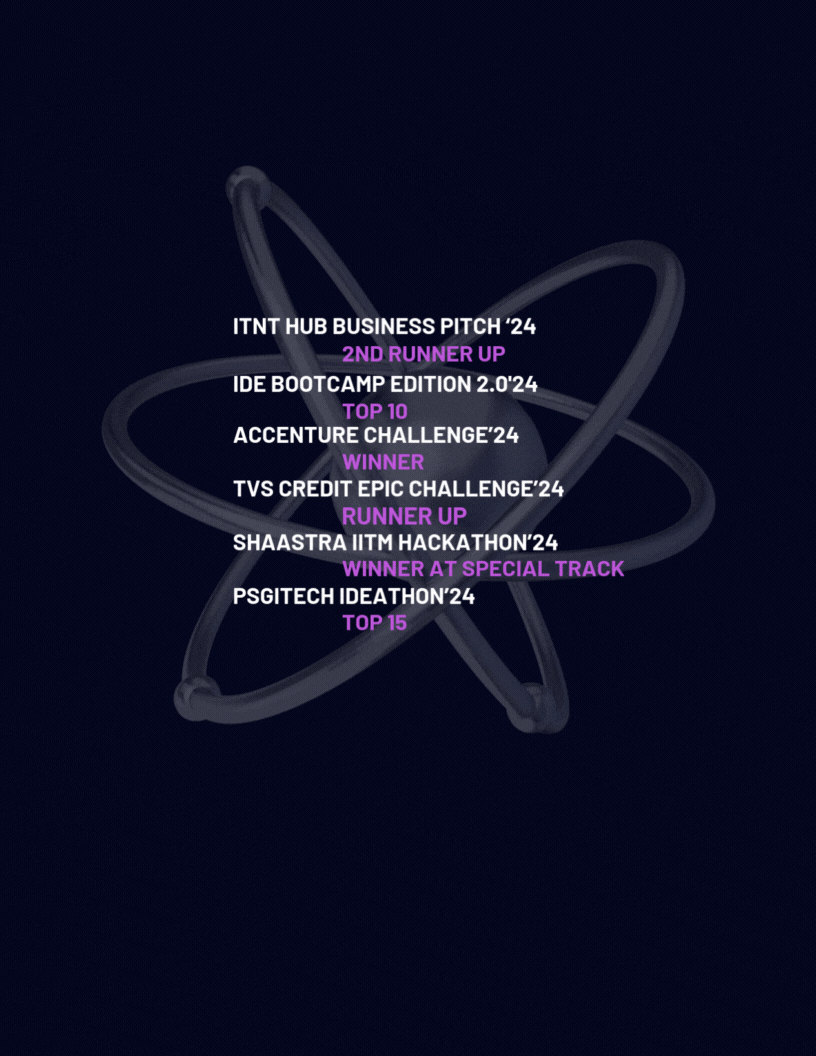 ITNT HUB BUSINESS PITCH ‘24
2ND RUNNER UP
IDE BOOTCAMP EDITION 2.0'24
TOP 10
ACCENTURE CHALLENGE’24
WINNER
TVS CREDIT EPIC CHALLENGE’24
RUNNER UP
SHAASTRA IITM HACKATHON’24
WINNER AT SPECIAL TRACK
PSGITECH IDEATHON’24
TOP 15